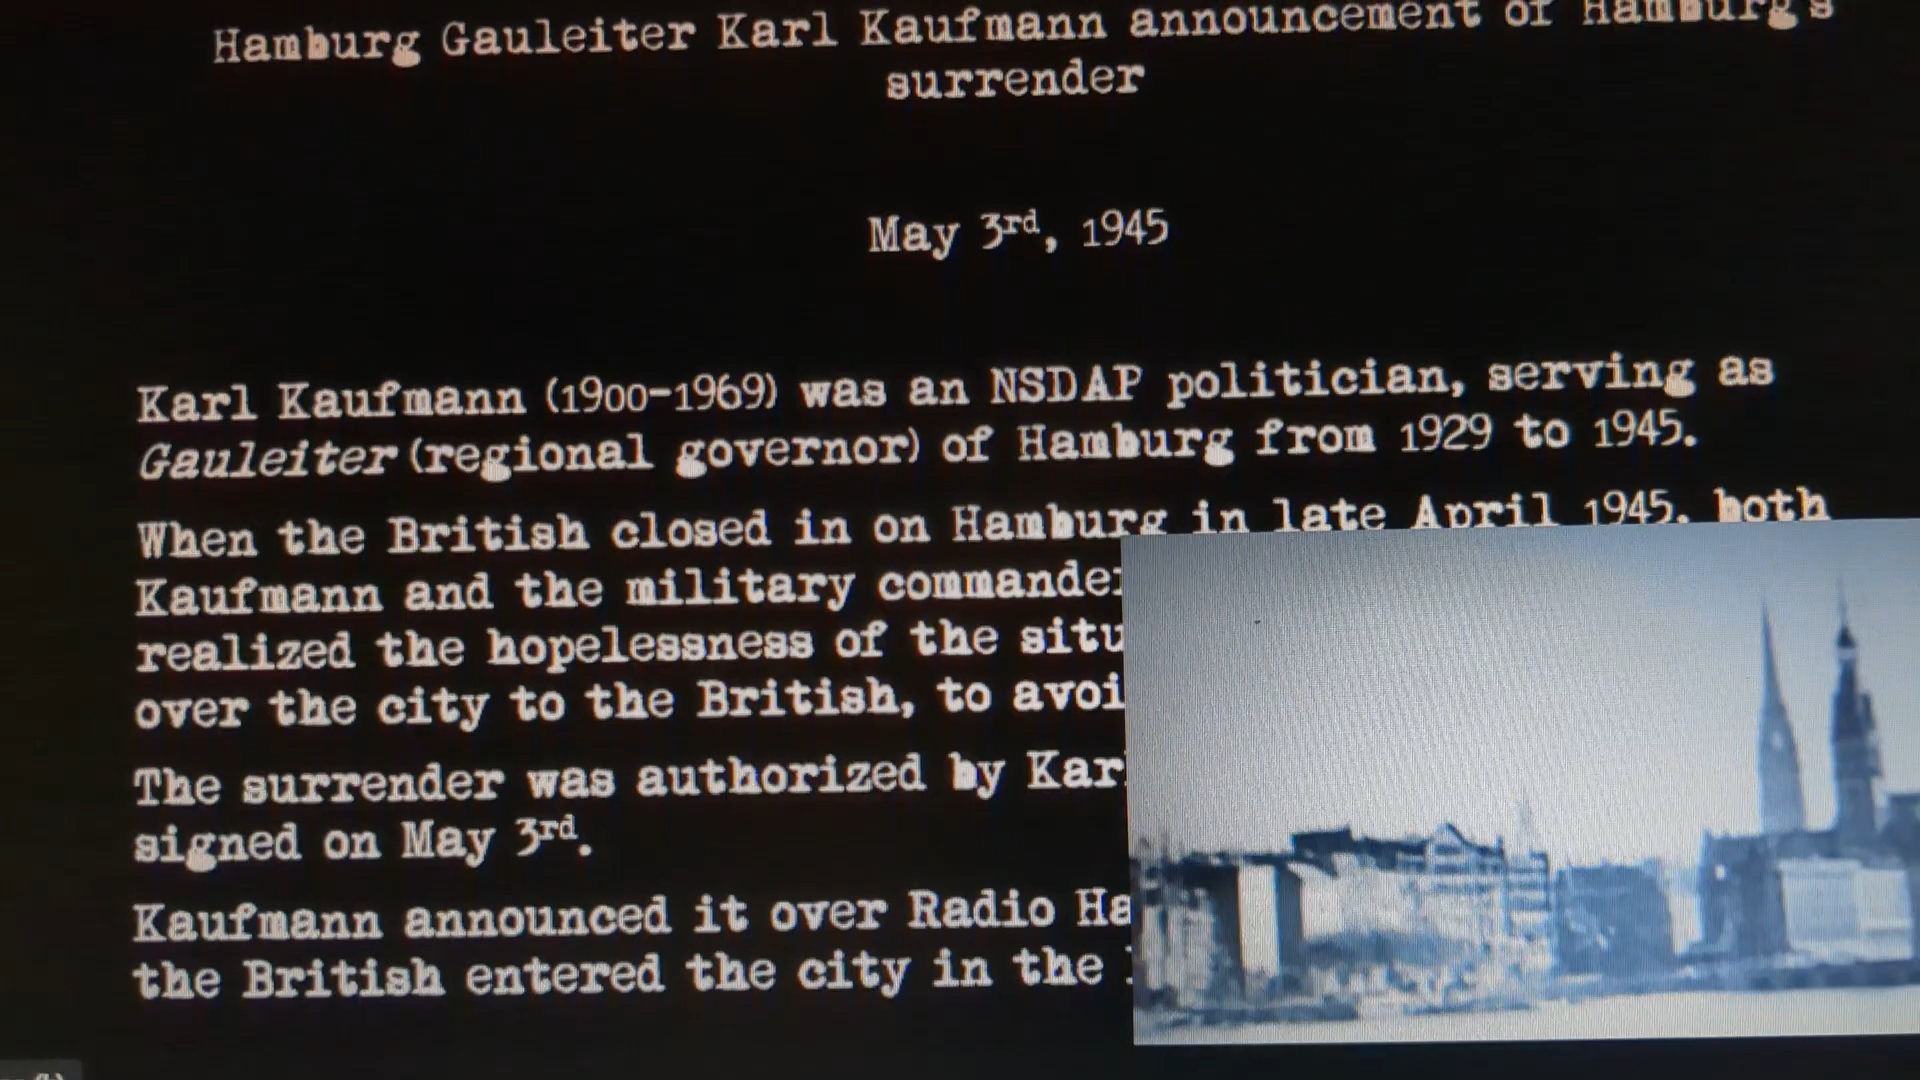 Hamburg Gauleiter Karl Kaufmann announcement of Hamburg's
surrender
May 3rd, 1945
Karl Kaufmann (1900-1969) was an NSDAP politician, serving as
Gauleiter (regional governor) of Hamburg from 1929 to 1945.
When the British closed in on Hamburg in late April 1945, both
Kaufmann and the military
realized the hopelessness of the
over the city to the British, to
The surrender was authorized by
signed on May 3rd.
Kaufmann announced it over Radio
the British entered the city in the